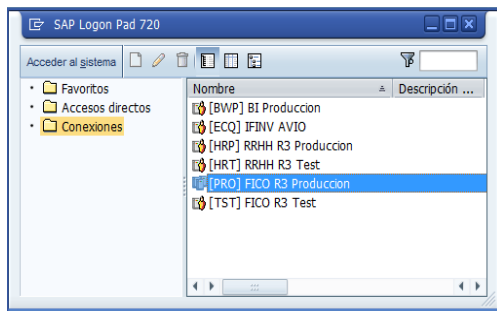 SAP Logon Pad 720
Acceder al sistema
Favoritos
Accesos directos
Conexiones
Nombre Descripción ...
[BWP] BI Produccion
[ECQ] IFINV AVIO
[HRP] RRHH R3 Produccion
[HRT] RRHH R3 Test
[PRO] FICO R3 Produccion
[TST] FICO R3 Test